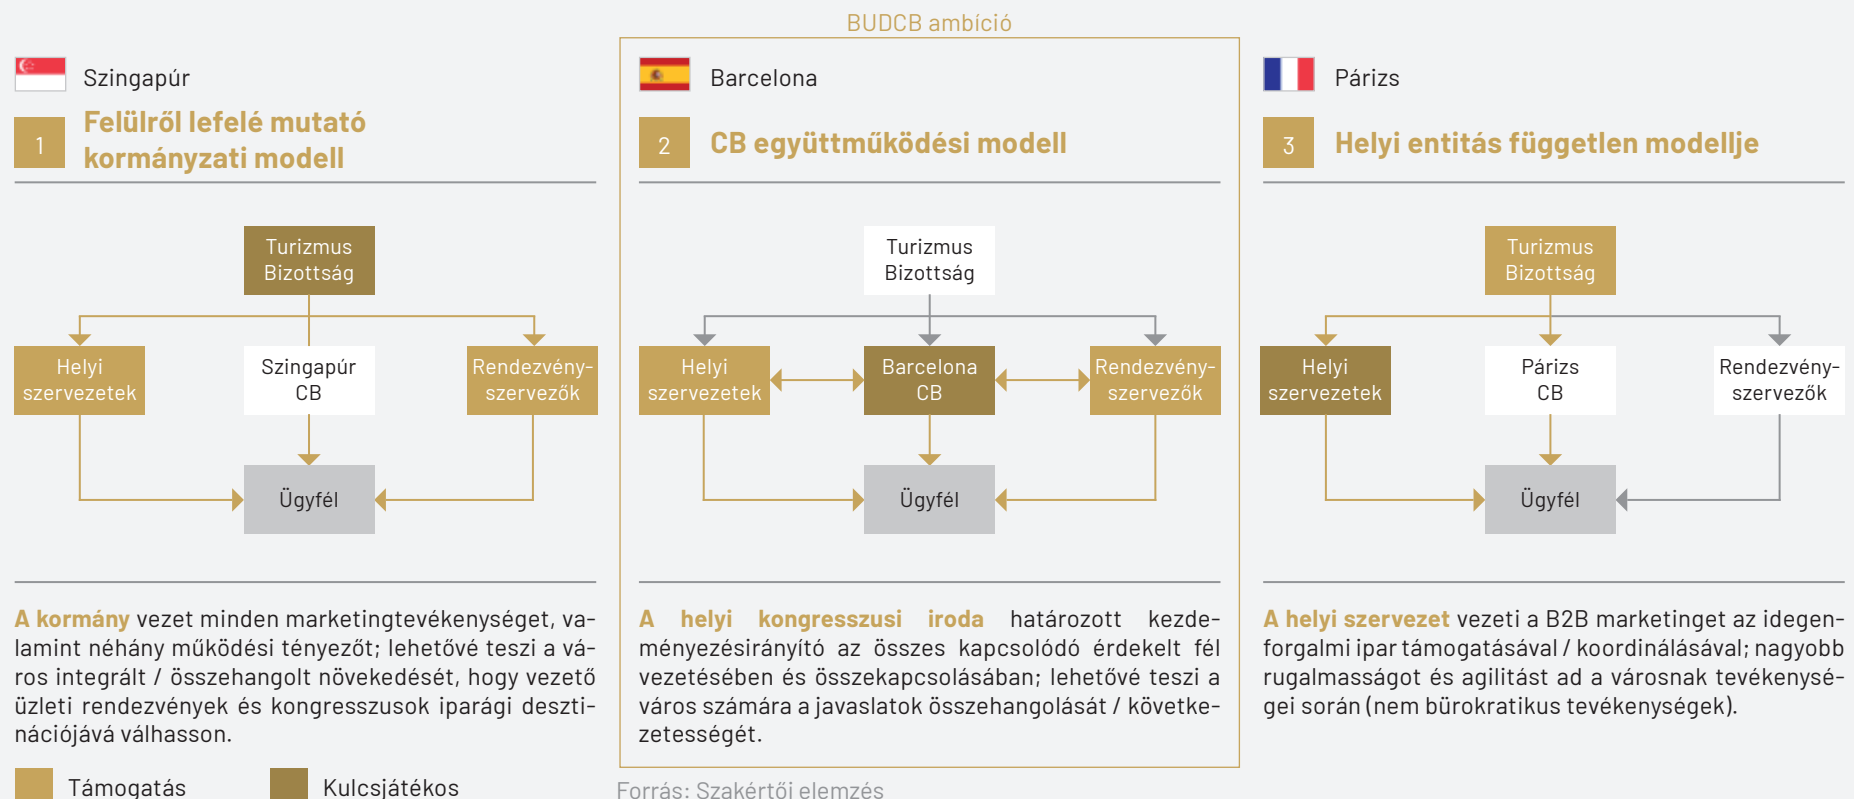 BUDCB ambíció
Szingapúr
1
Felülről lefelé mutató
kormányzati modell
Turizmus
Bizottság
Helyi
szervezetek
Szingapúr
CB
Rendezvény-
szervezők
Ügyfél
A kormány vezet minden marketingtevékenységet, va-
lamint néhány működési tényezőt; lehetővé teszi a vá-
ros integrált / összehangolt növekedését, hogy vezető
üzleti rendezvények és kongresszusok iparági deszti-
nációjává válhasson.
Barcelona
2
CB együttműködési modell
Turizmus
Bizottság
Helyi
szervezetek
Barcelona
CB
Rendezvény-
szervezők
Ügyfél
A helyi kongresszusi iroda határozott kezde-
ményezésirányító az összes kapcsolódó érdekelt fél
vezetésében és összekapcsolásában; lehetővé teszi a
város számára a javaslatok összehangolását / követke-
zetességét.
Párizs
3
Helyi entitás független modellje
Turizmus
Bizottság
Helyi
szervezetek
Párizs
CB
Rendezvény-
szervezők
Ügyfél
A helyi szervezet vezeti a B2B marketinget az idegen-
forgalmi ipar támogatásával / koordinálásával; nagyobb
rugalmasságot és agilitást ad a városnak tevékenysé-
gei során (nem bürokratikus tevékenységek).
Támogatás
Kulcsjátékos
Forrás: Szakértői elemzés